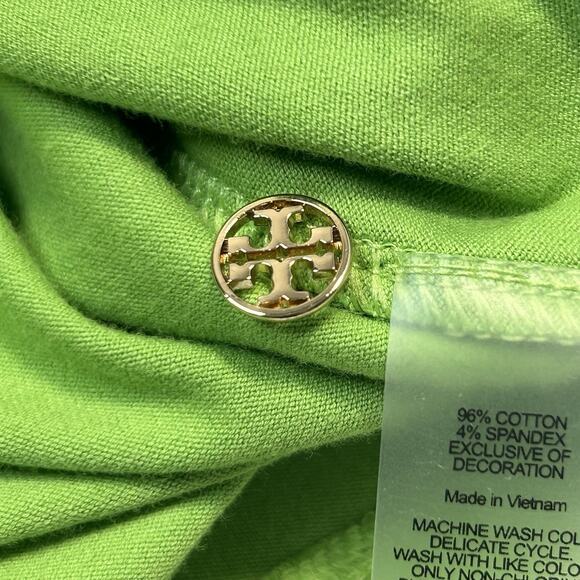 96% COTTON
4% SPANDEX
EXCLUSIVE OF
DECORATION
Made in Vietnam
MACHINE WASH COL
DELICATE CYCLE.
WASH WITH LIKE COLO
ONLY NON-CHLOR